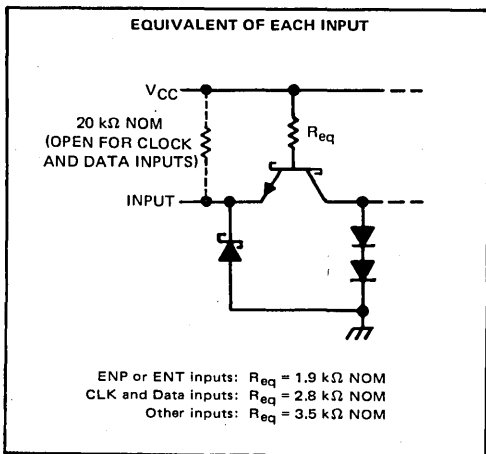 EQUIVALENT OF EACH INPUT
VCC
20 kΩ NOM
(OPEN FOR CLOCK
AND DATA INPUTS)
Req
INPUT
ENP or ENT inputs: Req = 1.9 kΩ NOM
CLK and Data inputs: Req = 2.8 kΩ NOM
Other inputs: Req = 3.5 kΩ NOM